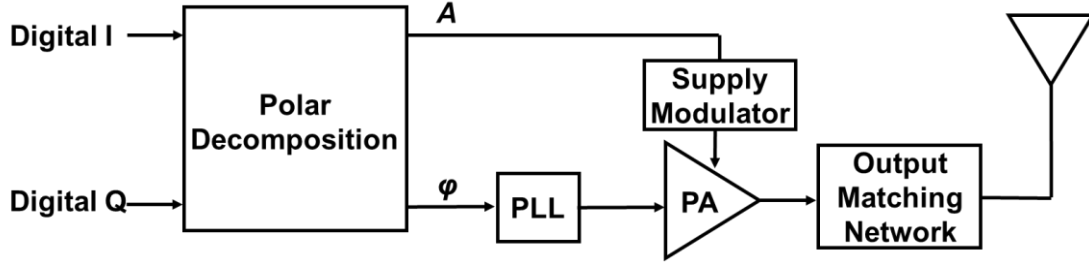 Digital I
Polar
Decomposition
Digital Q
A
φ
PLL
Supply
Modulator
PA
Output
Matching
Network